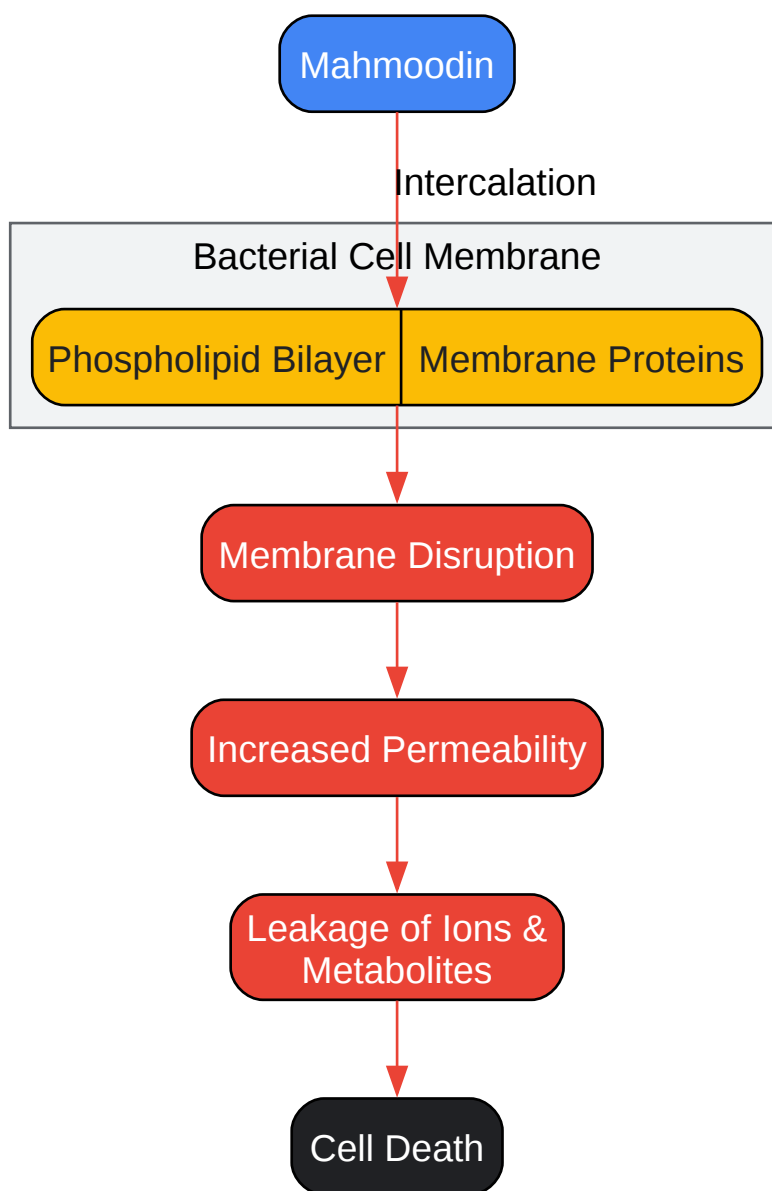 Mahmoodin
Intercalation
Bacterial Cell Membrane
Phospholipid Bilayer
Membrane Proteins
Membrane Disruption
Increased Permeability
Leakage of Ions &
Metabolites
Cell Death